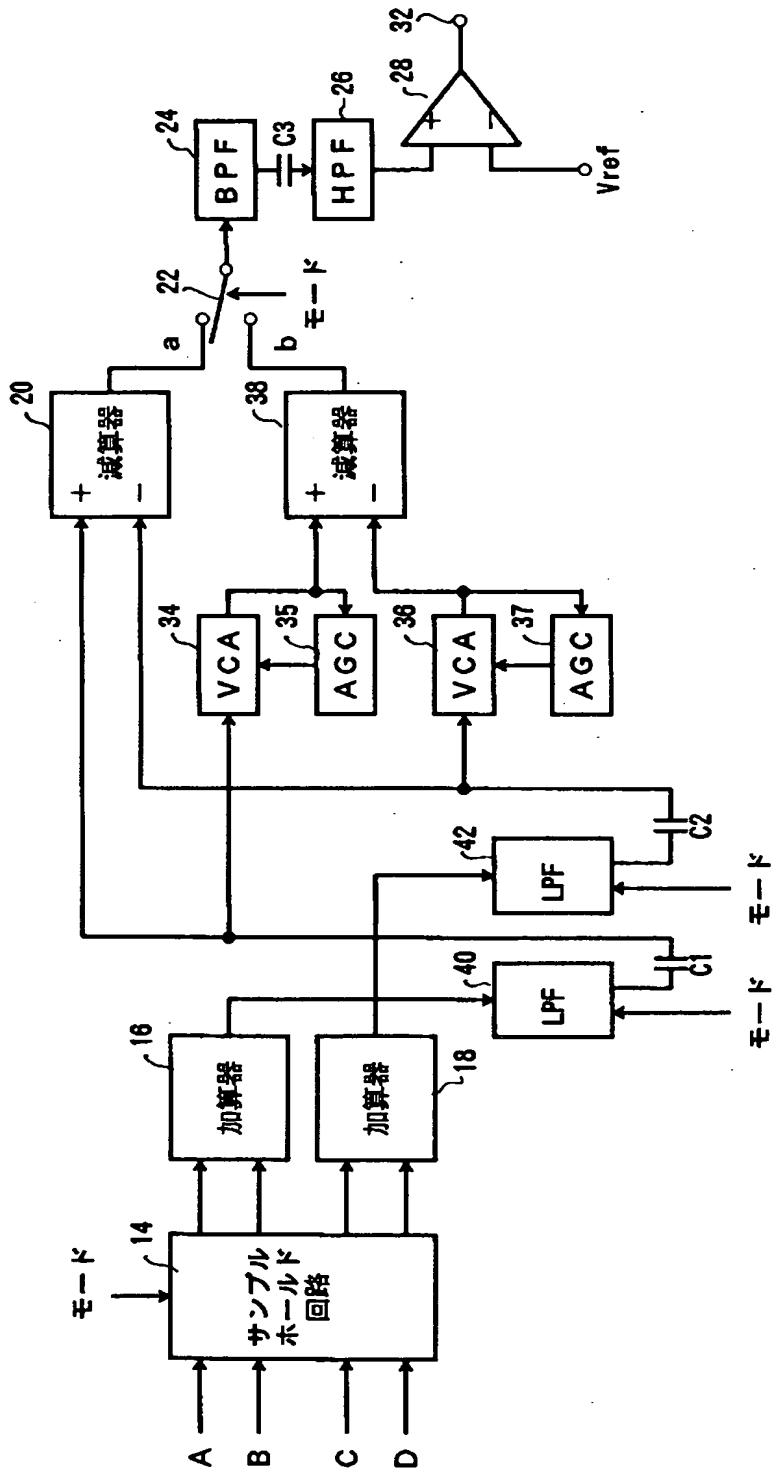 A
B
C
D
モード
14
サンプル
ホールド
回路
16
加算器
18
加算器
40
LPF
C1
モード
42
LPF
C2
モード
34
VCA
35
AGC
36
VCA
37
AGC
20
+
−
減算器
38
+
−
減算器
a
b
22
モード
24
BPF
C3
26
HPF
+
−
28
32
Vref